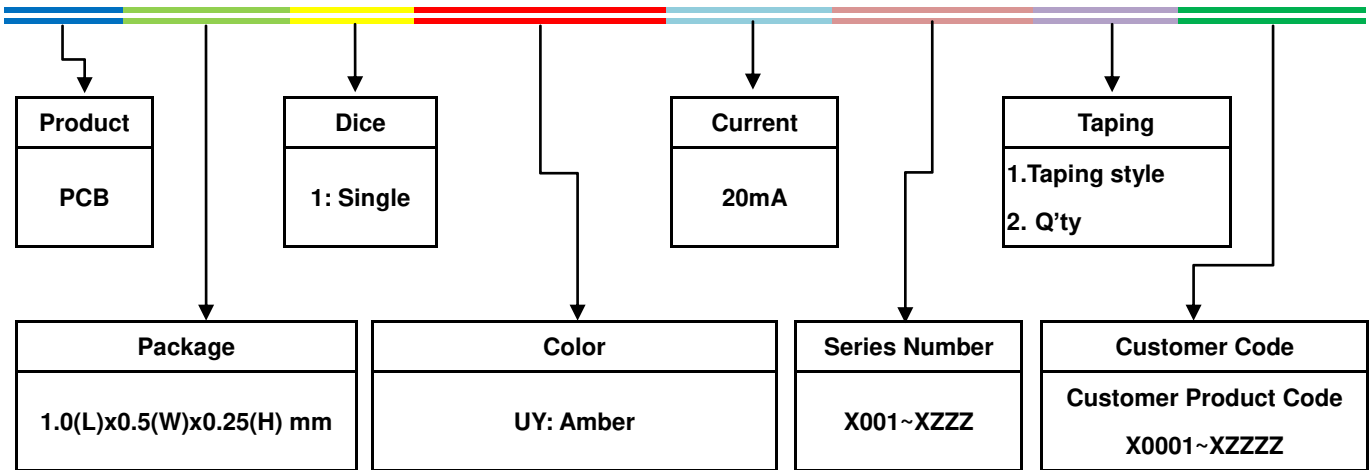 Product
PCB
Dice
1: Single
Current
20mA
Taping
1.Taping style
2. Q’ty
Package
1.0(L)x0.5(W)x0.25(H) mm
Color
UY: Amber
Series Number
X001~XZZZ
Customer Code
Customer Product Code
X0001~XZZZZ